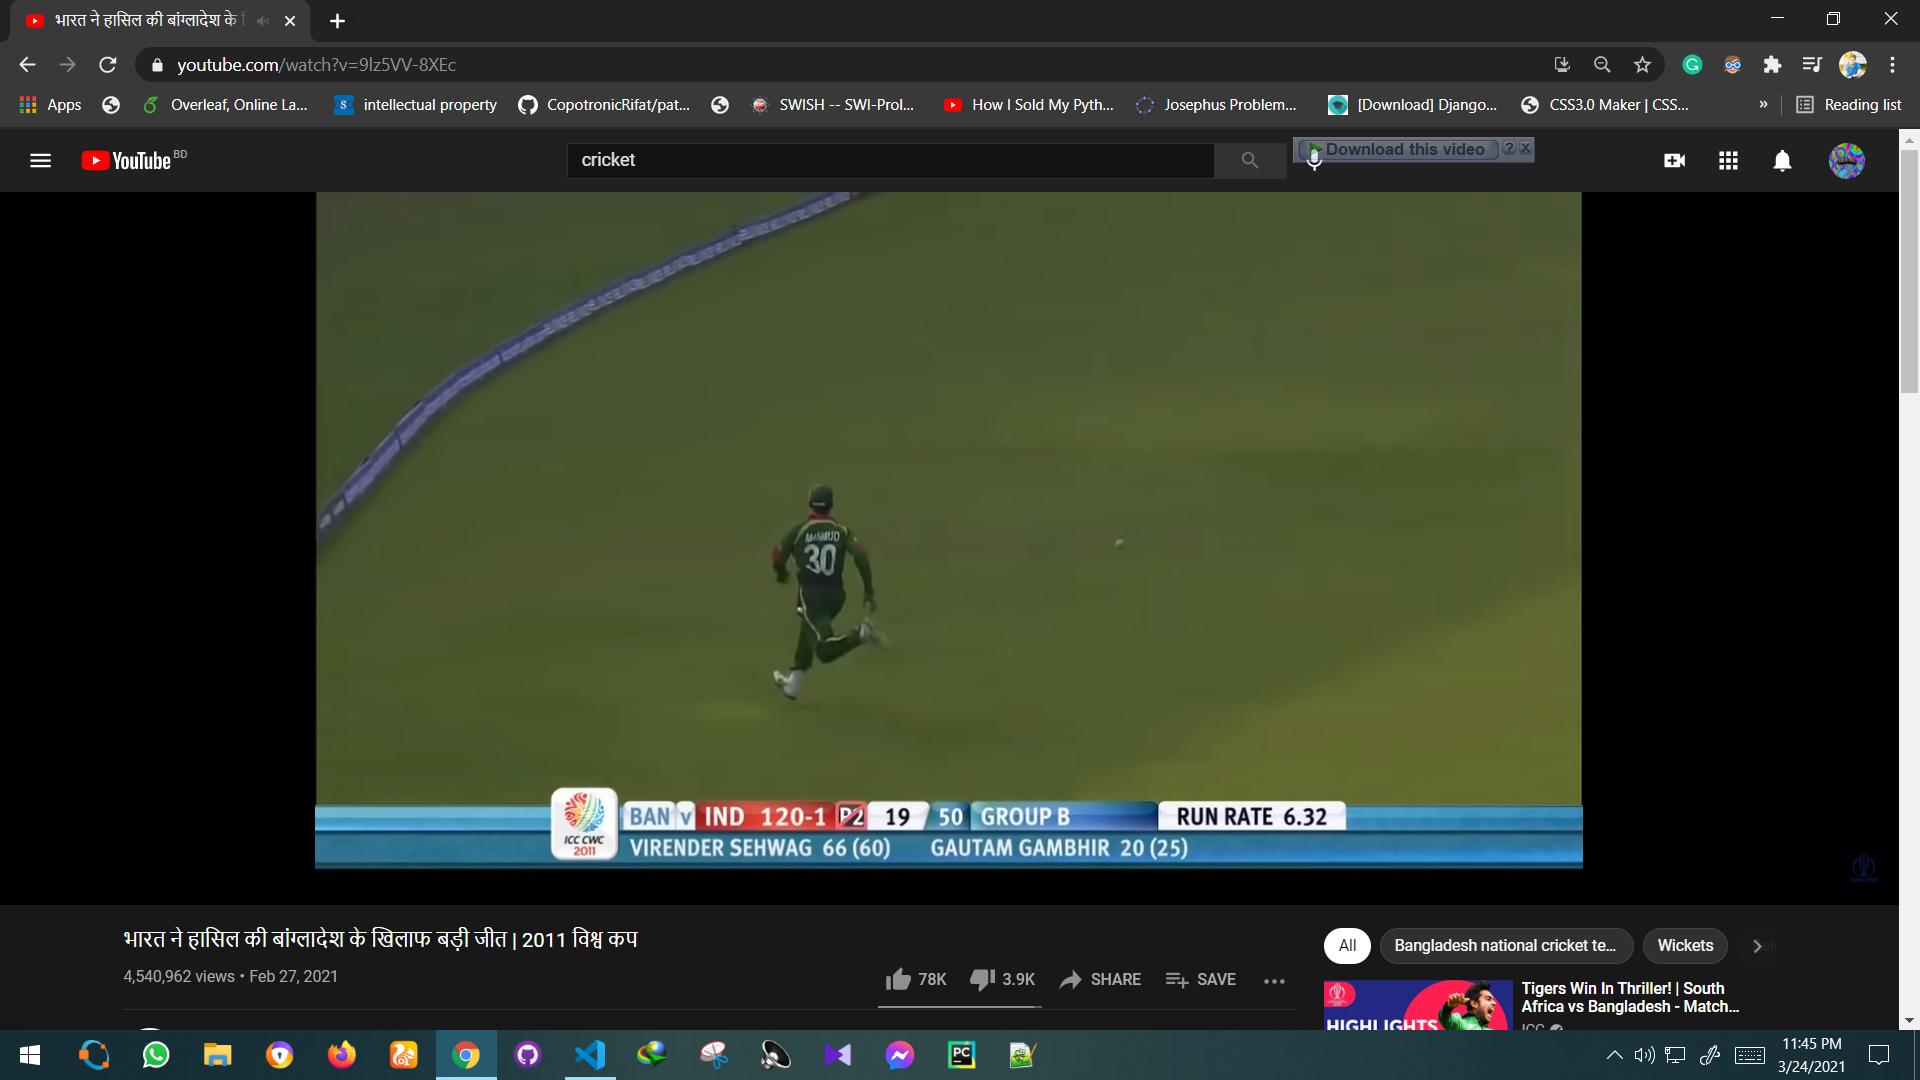 भारत ने हासिल की बांग्लादेश के
youtube.com/watch?v=9lz5VV-8XEc
Apps Overleaf, Online La... intellectual property CopotronicRifat/pat... SWISH -- SWI-Prol... How I Sold My Pyth... Josephus Problem... [Download] Django... CSS3.0 Maker | CSS... » Reading list
YouTube BD cricket Download this video ? X
MAHMUD
30
BAN v IND 120-1 P2 19 50 GROUP B RUN RATE 6.32
ICC CWC
2011
VIRENDER SEHWAG 66 (60) GAUTAM GAMBHIR 20 (25)
भारत ने हासिल की बांग्लादेश के खिलाफ बड़ी जीत | 2011 विश्व कप
4,540,962 views • Feb 27, 2021
78K 3.9K SHARE SAVE
All Bangladesh national cricket te... Wickets
Tigers Win In Thriller! | South
Africa vs Bangladesh - Match...
ICC
HIGHLIGHTS
PC
11:45 PM
3/24/2021